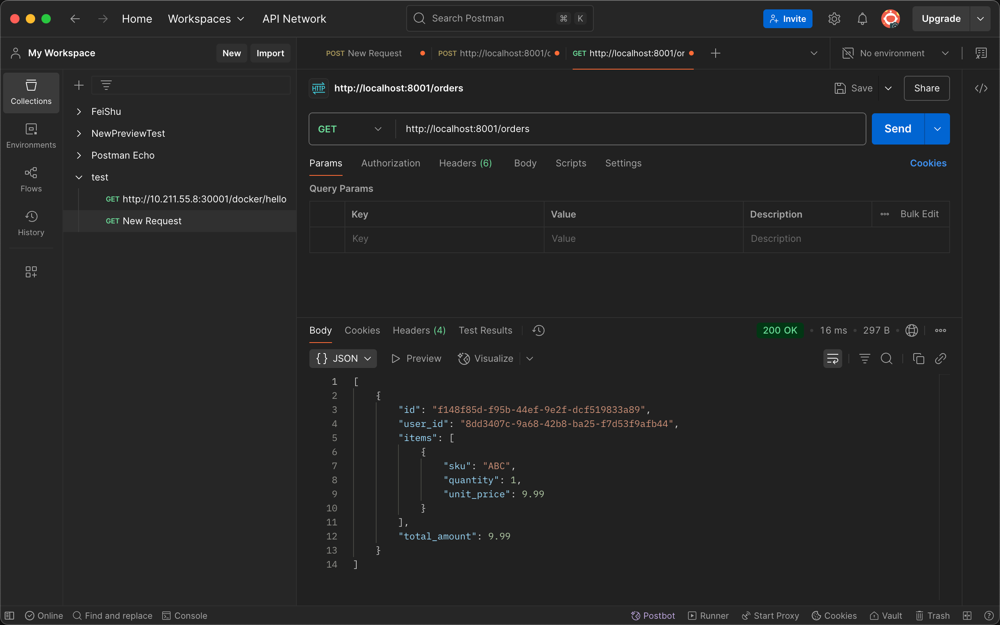 Home Workspaces API Network Search Postman ⌘ K Invite Upgrade
My Workspace New Import
POST New Request POST http://localhost:8001/c GET http://localhost:8001/or No environment
Collections
Environments
Flows
History
FeiShu
NewPreviewTest
Postman Echo
test
GET http://10.211.55.8:30001/docker/hello
GET New Request
HTTP http://localhost:8001/orders Save Share
GET http://localhost:8001/orders Send
Params Authorization Headers (6) Body Scripts Settings Cookies
Query Params
Key Value Description Bulk Edit
Key Value Description
Body Cookies Headers (4) Test Results 200 OK 16 ms 297 B
{} JSON Preview Visualize
1 [
2 {
3 "id": "f148f85d-f95b-44ef-9e2f-dcf519833a89",
4 "user_id": "8dd3407c-9a68-42b8-ba25-f7d53f9afb44",
5 "items": [
6 {
7 "sku": "ABC",
8 "quantity": 1,
9 "unit_price": 9.99
10 }
11 ],
12 "total_amount": 9.99
13 }
14 ]
Online Find and replace Console Postbot Runner Start Proxy Cookies Vault Trash